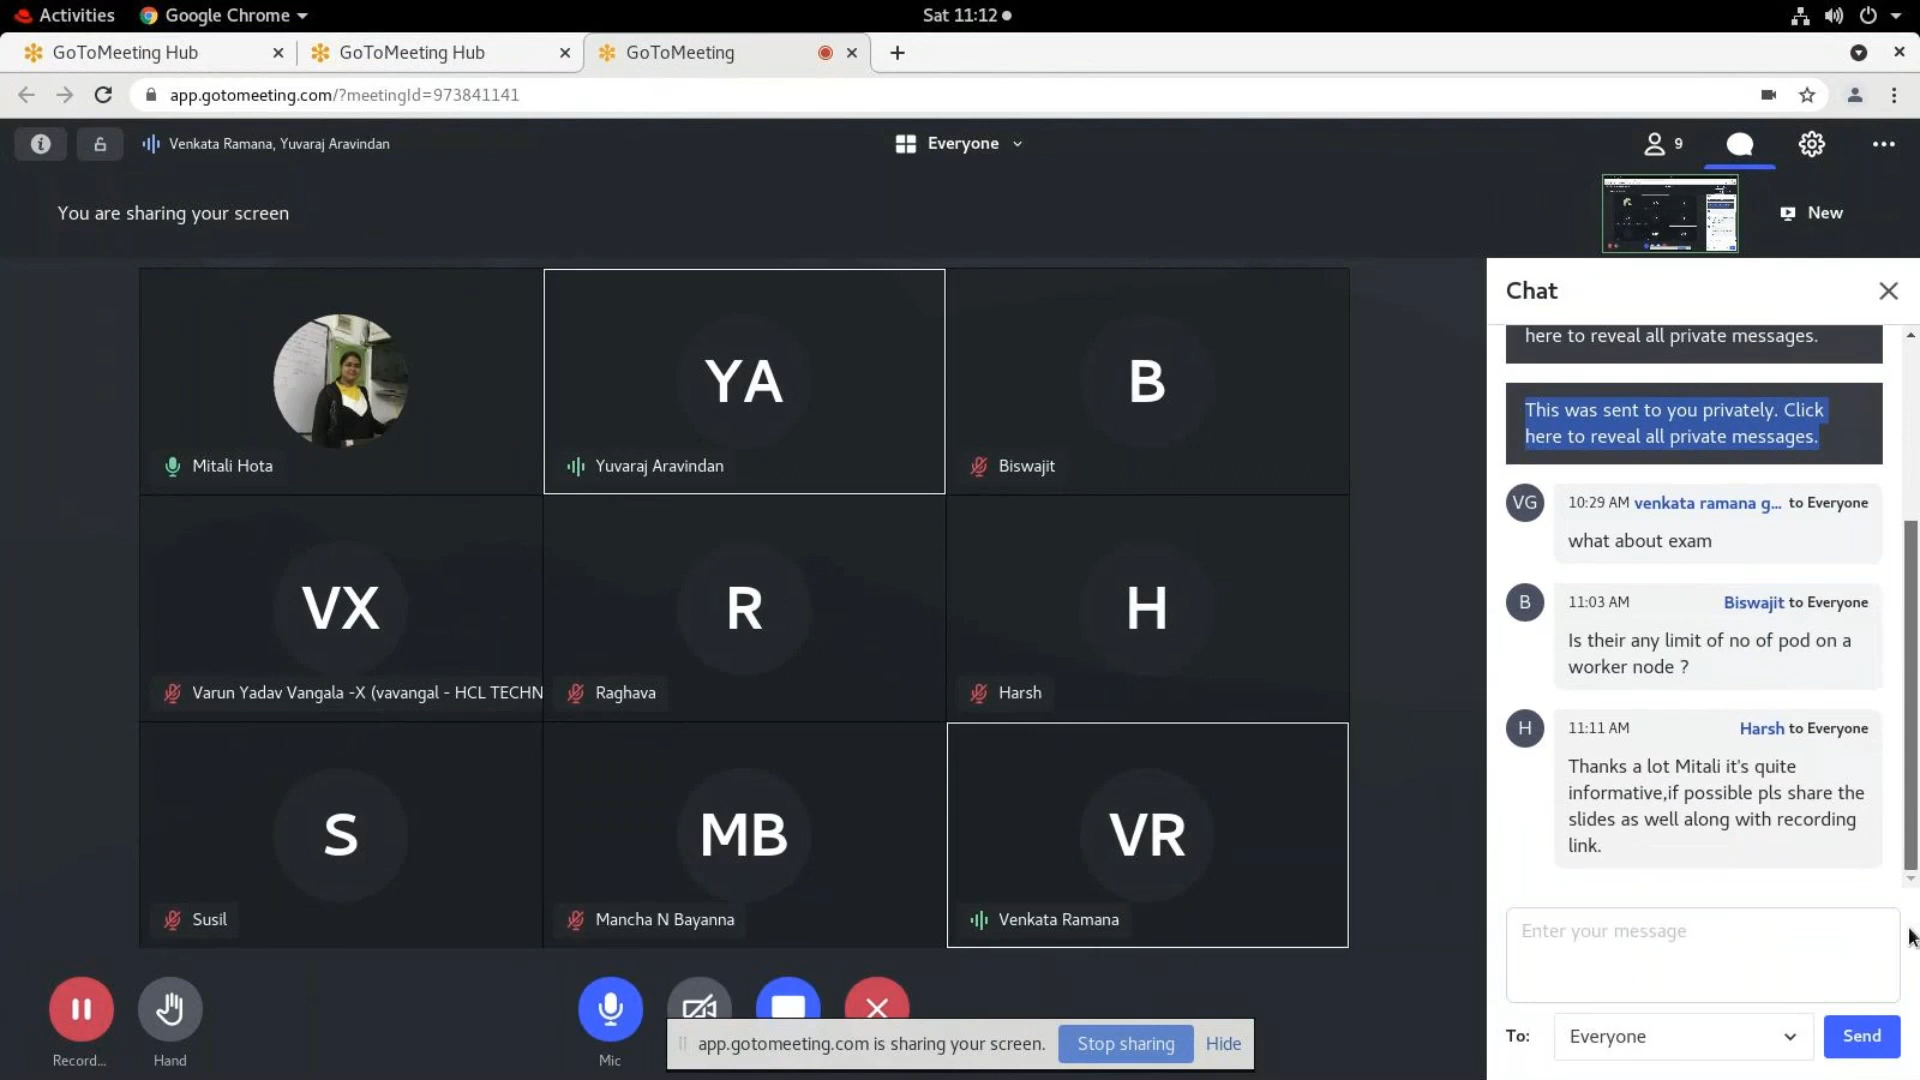 Activities
Google Chrome
Sat 11:12
GoToMeeting Hub
GoToMeeting Hub
GoToMeeting
app.gotomeeting.com/?meetingId=973841141
Venkata Ramana, Yuvaraj Aravindan
Everyone
9
You are sharing your screen
New
YA
B
Mitali Hota
Yuvaraj Aravindan
Biswajit
VX
R
H
Varun Yadav Vangala -X (vavangal - HCL TECHN
Raghava
Harsh
S
MB
VR
Susil
Mancha N Bayanna
Venkata Ramana
Record...
Hand
Mic
app.gotomeeting.com is sharing your screen.
Stop sharing
Hide
Chat
here to reveal all private messages.
This was sent to you privately. Click
here to reveal all private messages.
VG
10:29 AM venkata ramana g... to Everyone
what about exam
B
11:03 AM Biswajit to Everyone
Is their any limit of no of pod on a
worker node ?
H
11:11 AM Harsh to Everyone
Thanks a lot Mitali it's quite
informative,if possible pls share the
slides as well along with recording
link.
Enter your message
To:
Everyone
Send